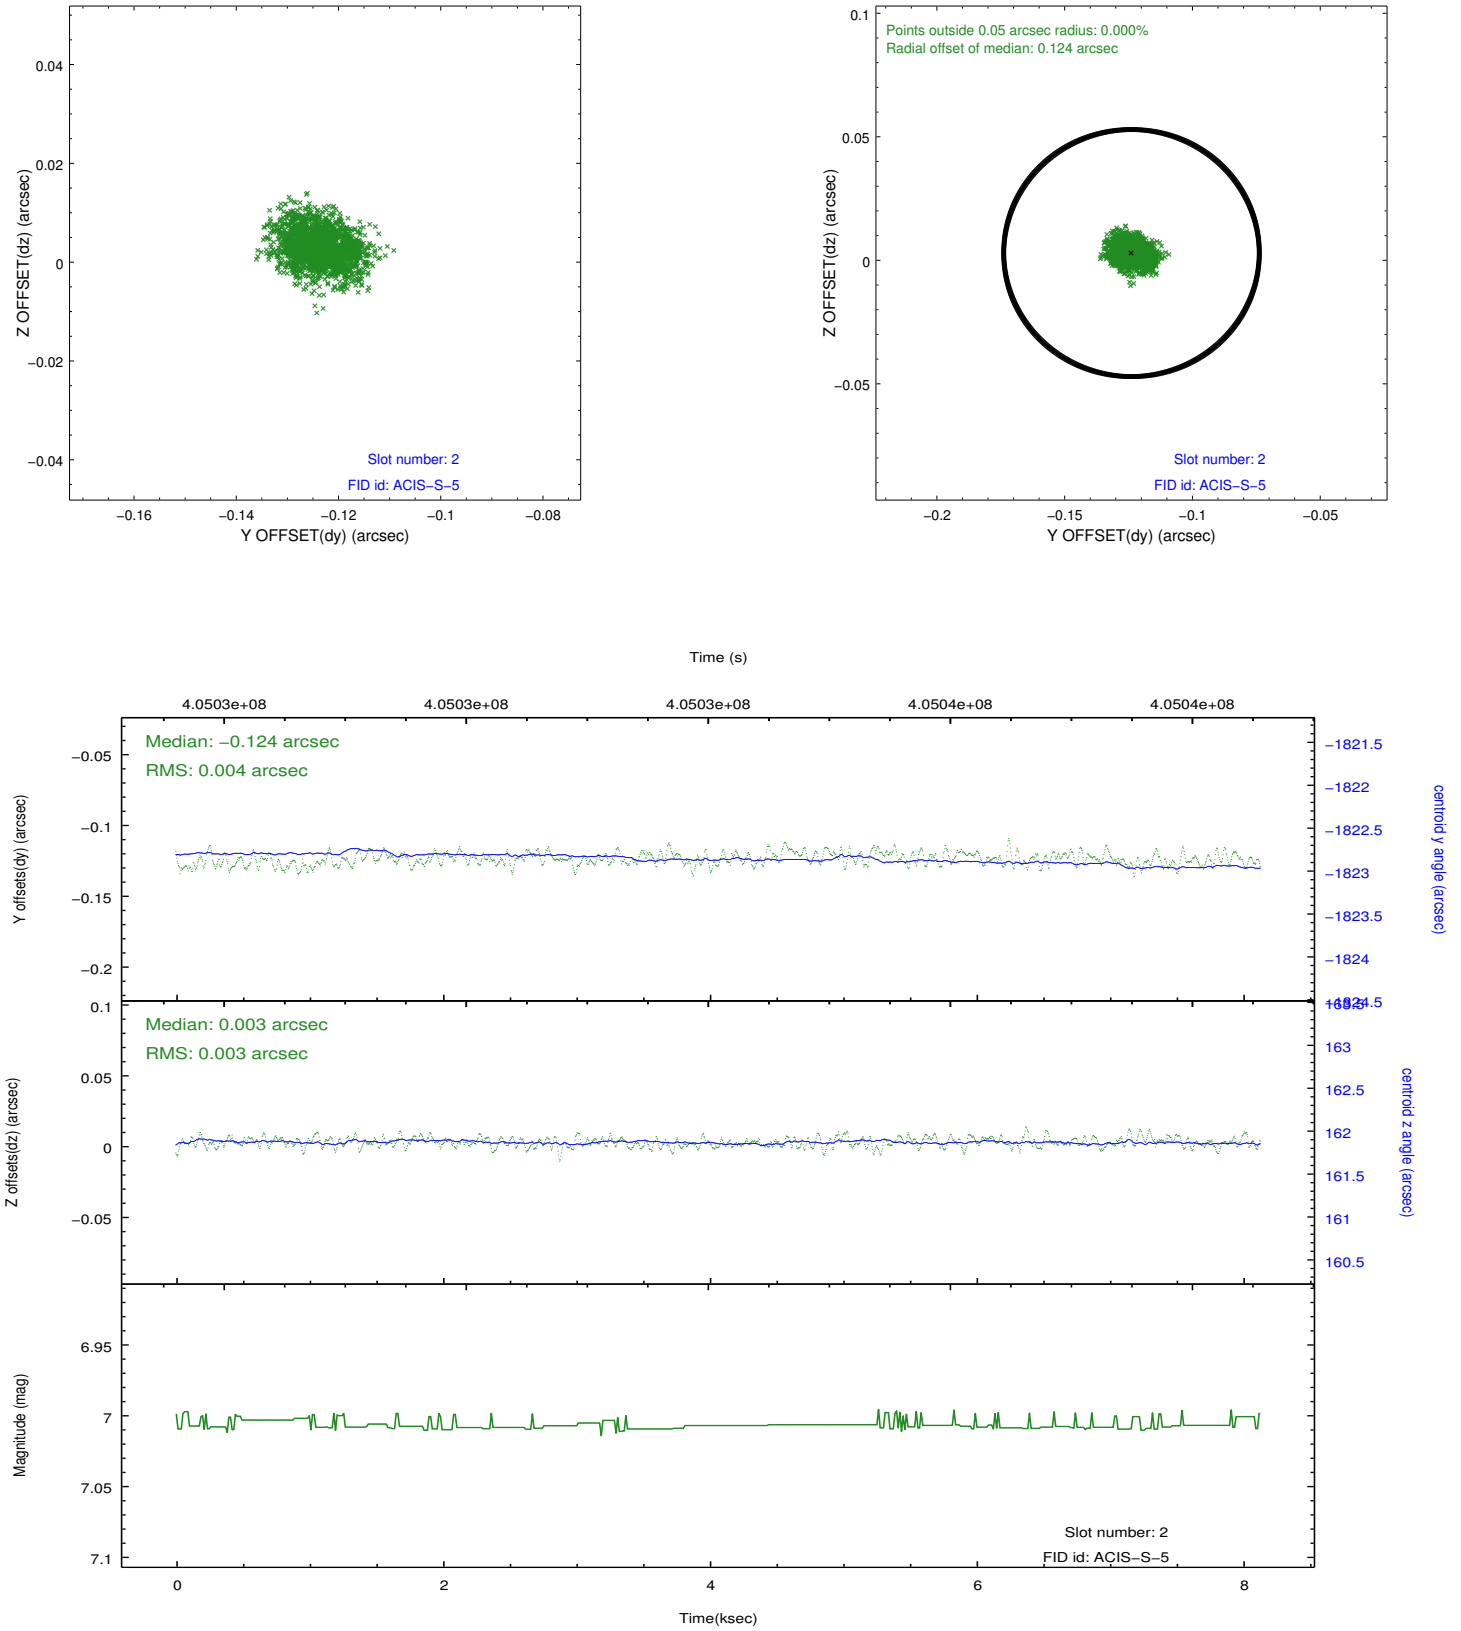 0.04
0.02
0
−0.02
−0.04
Z OFFSET(dz) (arcsec)
−0.16
−0.14
−0.12
−0.1
−0.08
Y OFFSET(dy) (arcsec)
Slot number: 2
FID id: ACIS−S−5
Points outside 0.05 arcsec radius: 0.000%
Radial offset of median: 0.124 arcsec
0.1
0.05
0
−0.05
Z OFFSET(dz) (arcsec)
−0.2
−0.15
−0.1
−0.05
Y OFFSET(dy) (arcsec)
Slot number: 2
FID id: ACIS−S−5
Time (s)
4.0503e+08
4.0503e+08
4.0503e+08
4.0504e+08
4.0504e+08
Median: −0.124 arcsec
RMS: 0.004 arcsec
−0.05
−0.1
−0.15
−0.2
Y offsets(dy) (arcsec)
−1821.5
−1822
−1822.5
−1823
−1823.5
−1824
−1824.5
centroid y angle (arcsec)
Median: 0.003 arcsec
RMS: 0.003 arcsec
0.1
0.05
0
−0.05
Z offsets(dz) (arcsec)
163.5
163
162.5
162
161.5
161
160.5
centroid z angle (arcsec)
6.95
7
7.05
7.1
Magnitude (mag)
Slot number: 2
FID id: ACIS−S−5
0
2
4
6
8
Time(ksec)